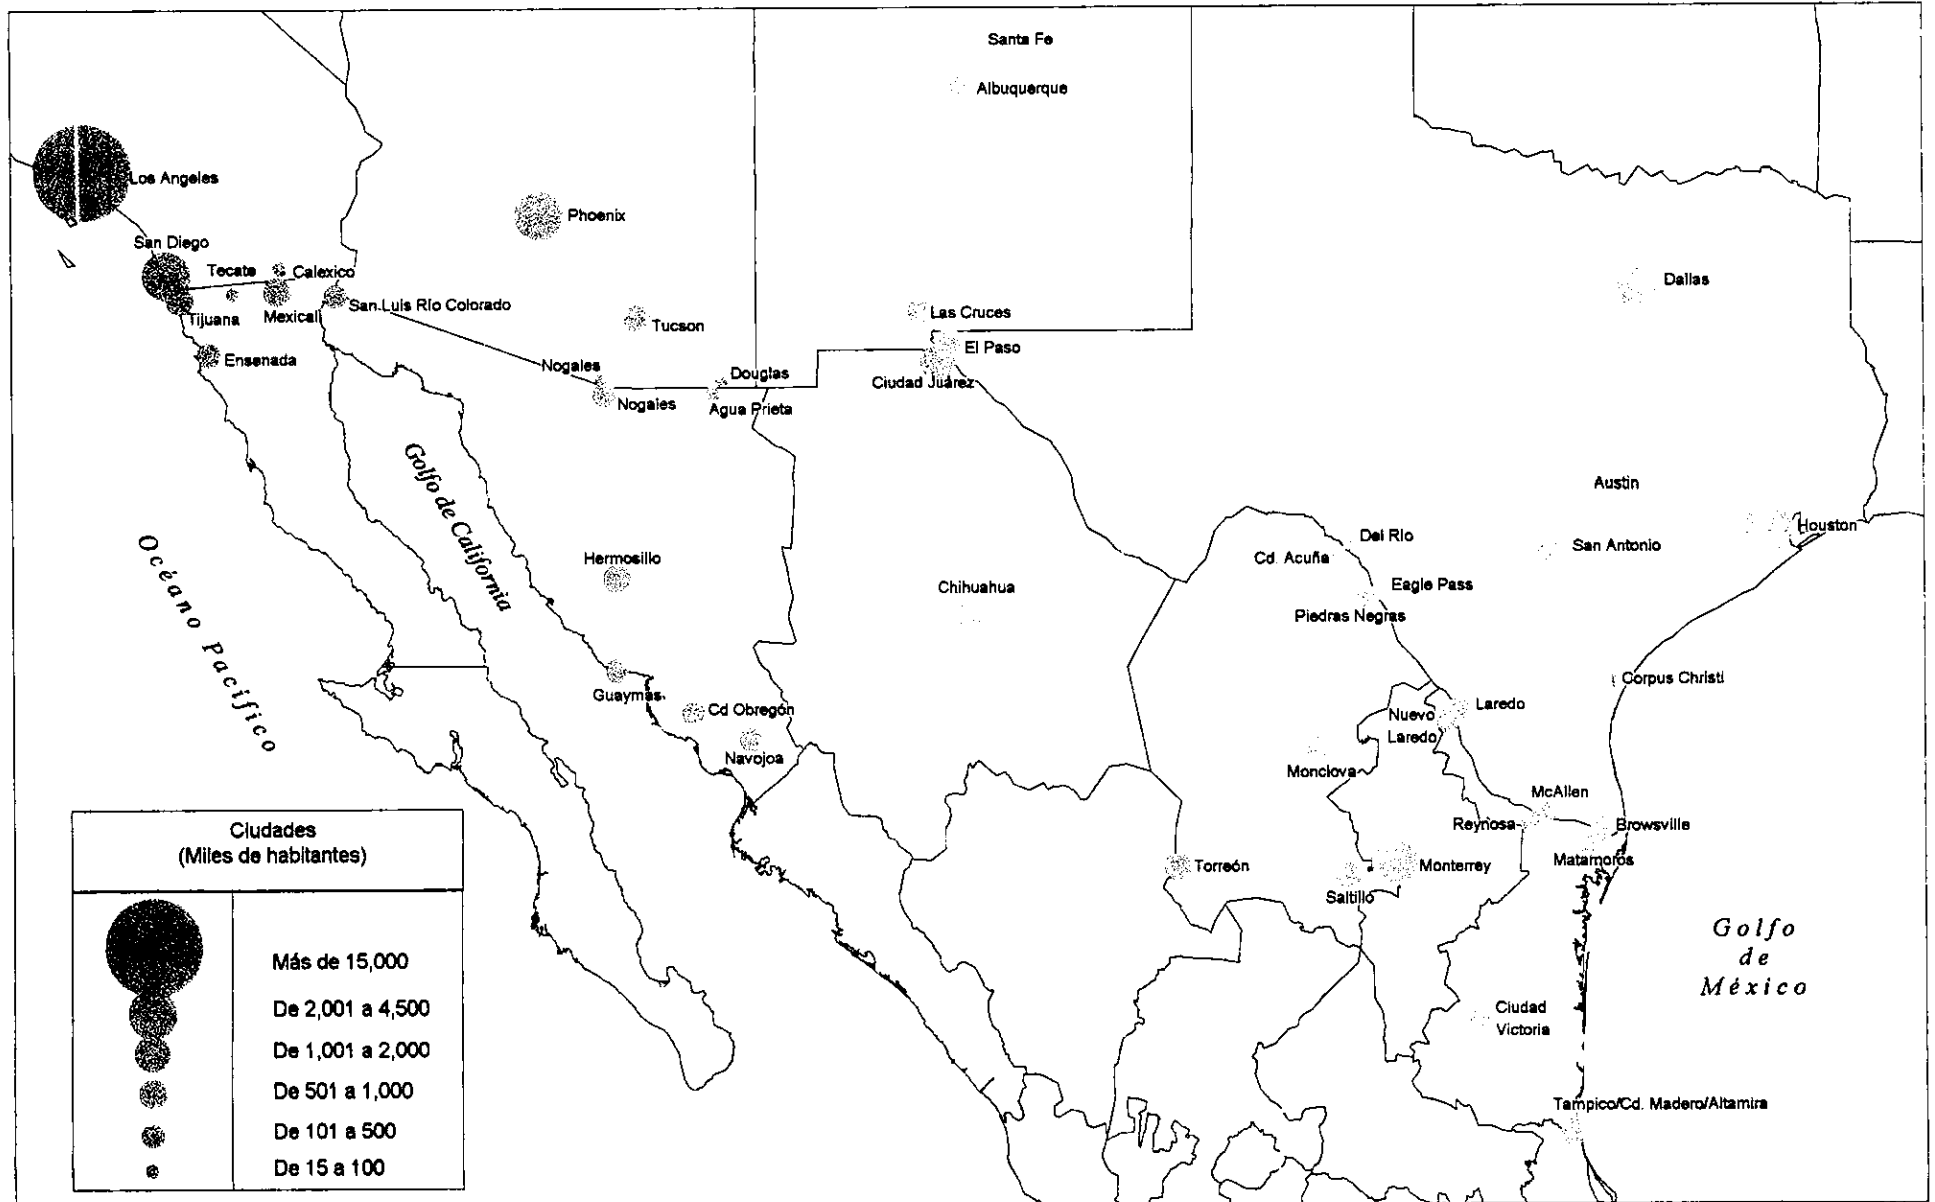 Santa Fe
Albuquerque
Los Angeles
Phoenix
San Diego
Tecate
Calexico
Dallas
San Luis Río Colorado
Tijuana
Mexicali
Tucson
Las Cruces
El Paso
Ensenada
Nogales
Douglas
Ciudad Juárez
Nogales
Agua Prieta
Golfo de California
Austin
Houston
Océano Pacífico
Hermosillo
Del Río
San Antonio
Cd. Acuña
Chihuahua
Eagle Pass
Piedras Negras
Guaymas
Corpus Christi
Cd Obregón
Nuevo
Laredo
Laredo
Navojoa
Monclova
McAllen
Reynosa
Browsville
Matamoros
Torreón
Monterrey
Saltillo
Golfo
de
México
Ciudad
Victoria
Tampico/Cd. Madero/Altamira
Ciudades
(Miles de habitantes)
Más de 15,000
De 2,001 a 4,500
De 1,001 a 2,000
De 501 a 1,000
De 101 a 500
De 15 a 100